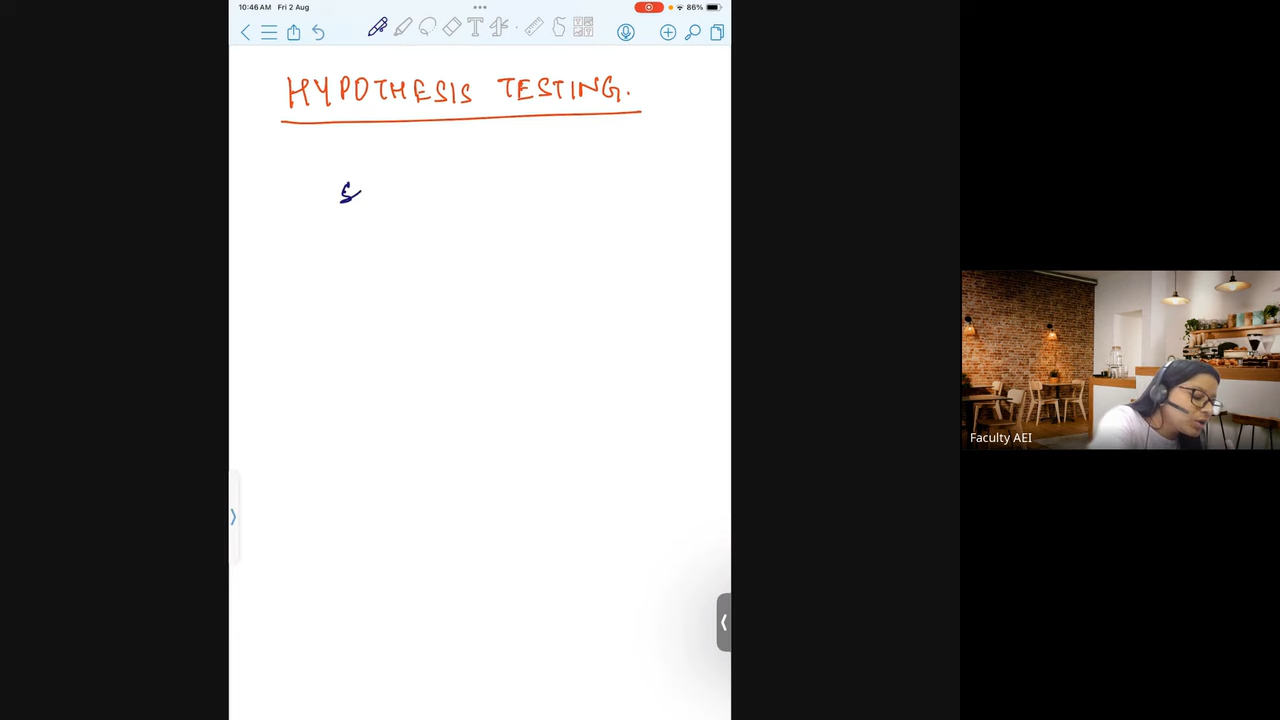 10:46 AM Fri 2 Aug
86%
HYPOTHESIS TESTING.
S
Faculty AEI